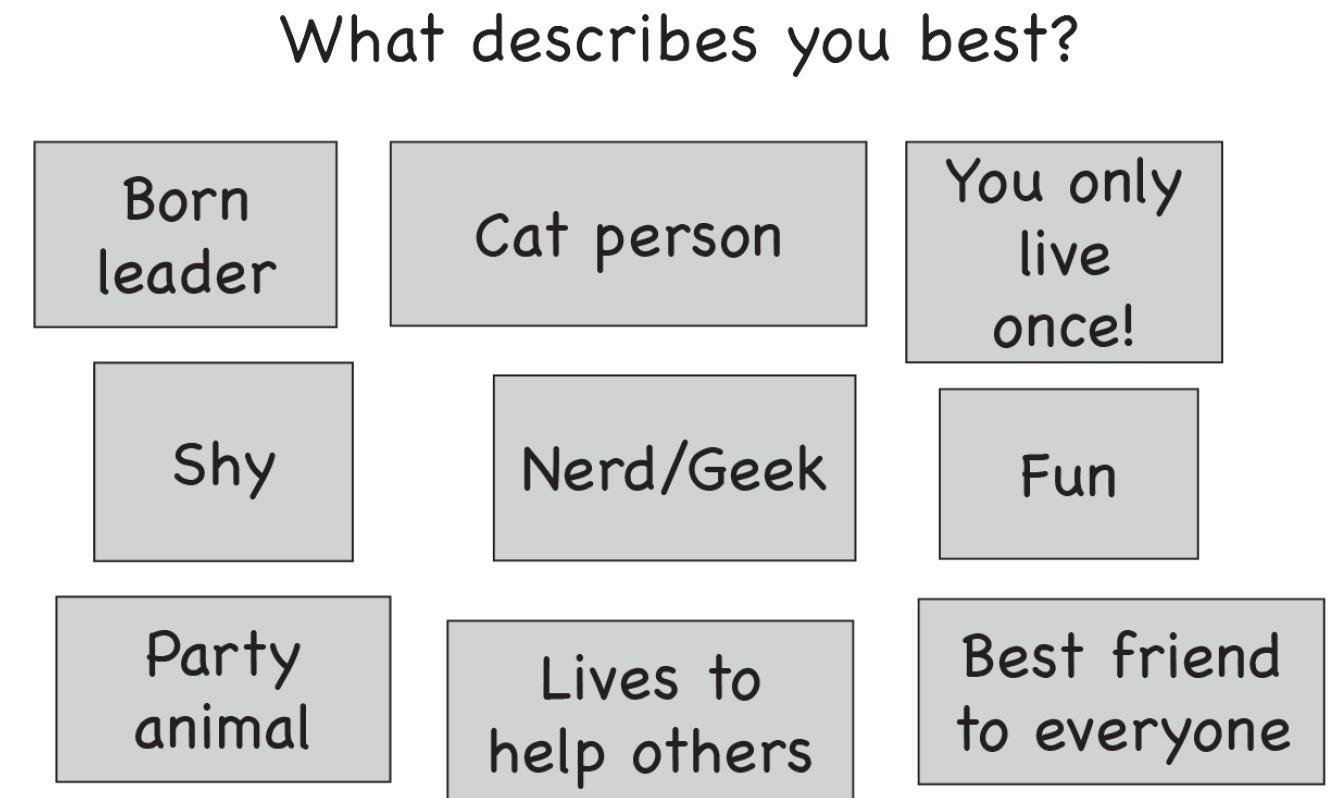 What describes you best?
Born
leader
Cat person
You only
live
once!
Shy
Nerd/Geek
Fun
Party
animal
Lives to
help others
Best friend
to everyone